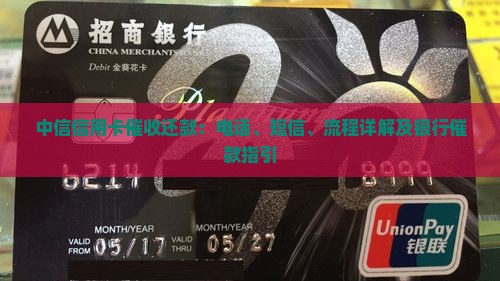 招商银行
CHINA MERCHANTS
Debit 金葵花卡
中信信用卡催收还款：电话、短信、流程详解及银行催
款指引
6214
8999
MONTH/YEAR MONTH/YEAR
VALID FROM 05/17 VALID THRU 05/27
UnionPay
银联